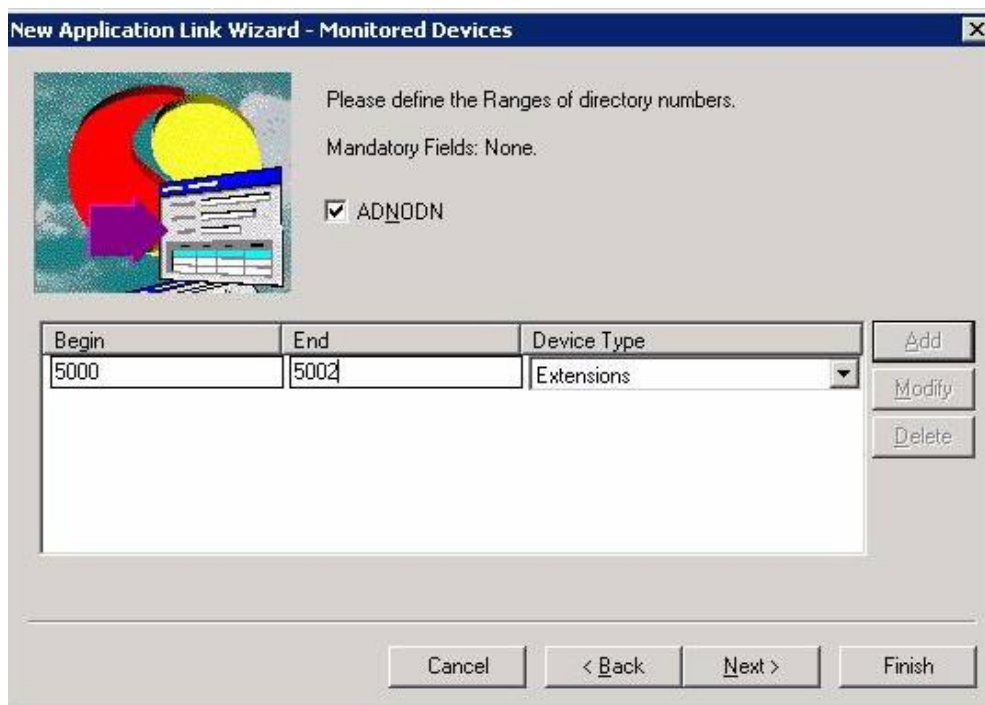 New Application Link Wizard - Monitored Devices
Please define the Ranges of directory numbers.
Mandatory Fields: None.
ADNODN
Begin End Device Type
5000 5002 Extensions
Add
Modify
Delete
Cancel < Back Next > Finish